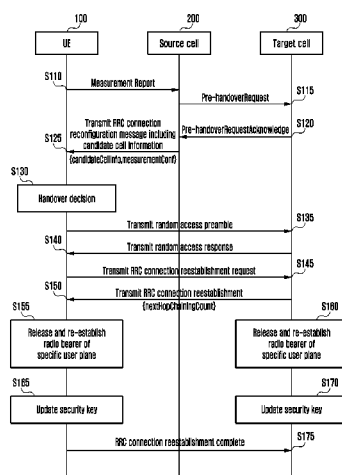 100
200
300
UE
Source cell
Target cell
S110
Measurement Report
S115
Pre-handoverRequest
S120
Pre-handoverRequestAcknowledge
S125
Transmit RRC connection
reconfiguration message including
candidate cell information
{candidateCellInfo,measurementConf}
S130
Handover decision
S135
Transmit random access preamble
S140
Transmit random access response
S145
Transmit RRC connection reestablishment request
S150
Transmit RRC connection reestablishment
{nextHopChainingCount}
S155
Release and re-establish
radio bearer of
specific user plane
S160
Release and re-establish
radio bearer of
specific user plane
S165
Update security key
S170
Update security key
S175
RRC connection reestablishment complete